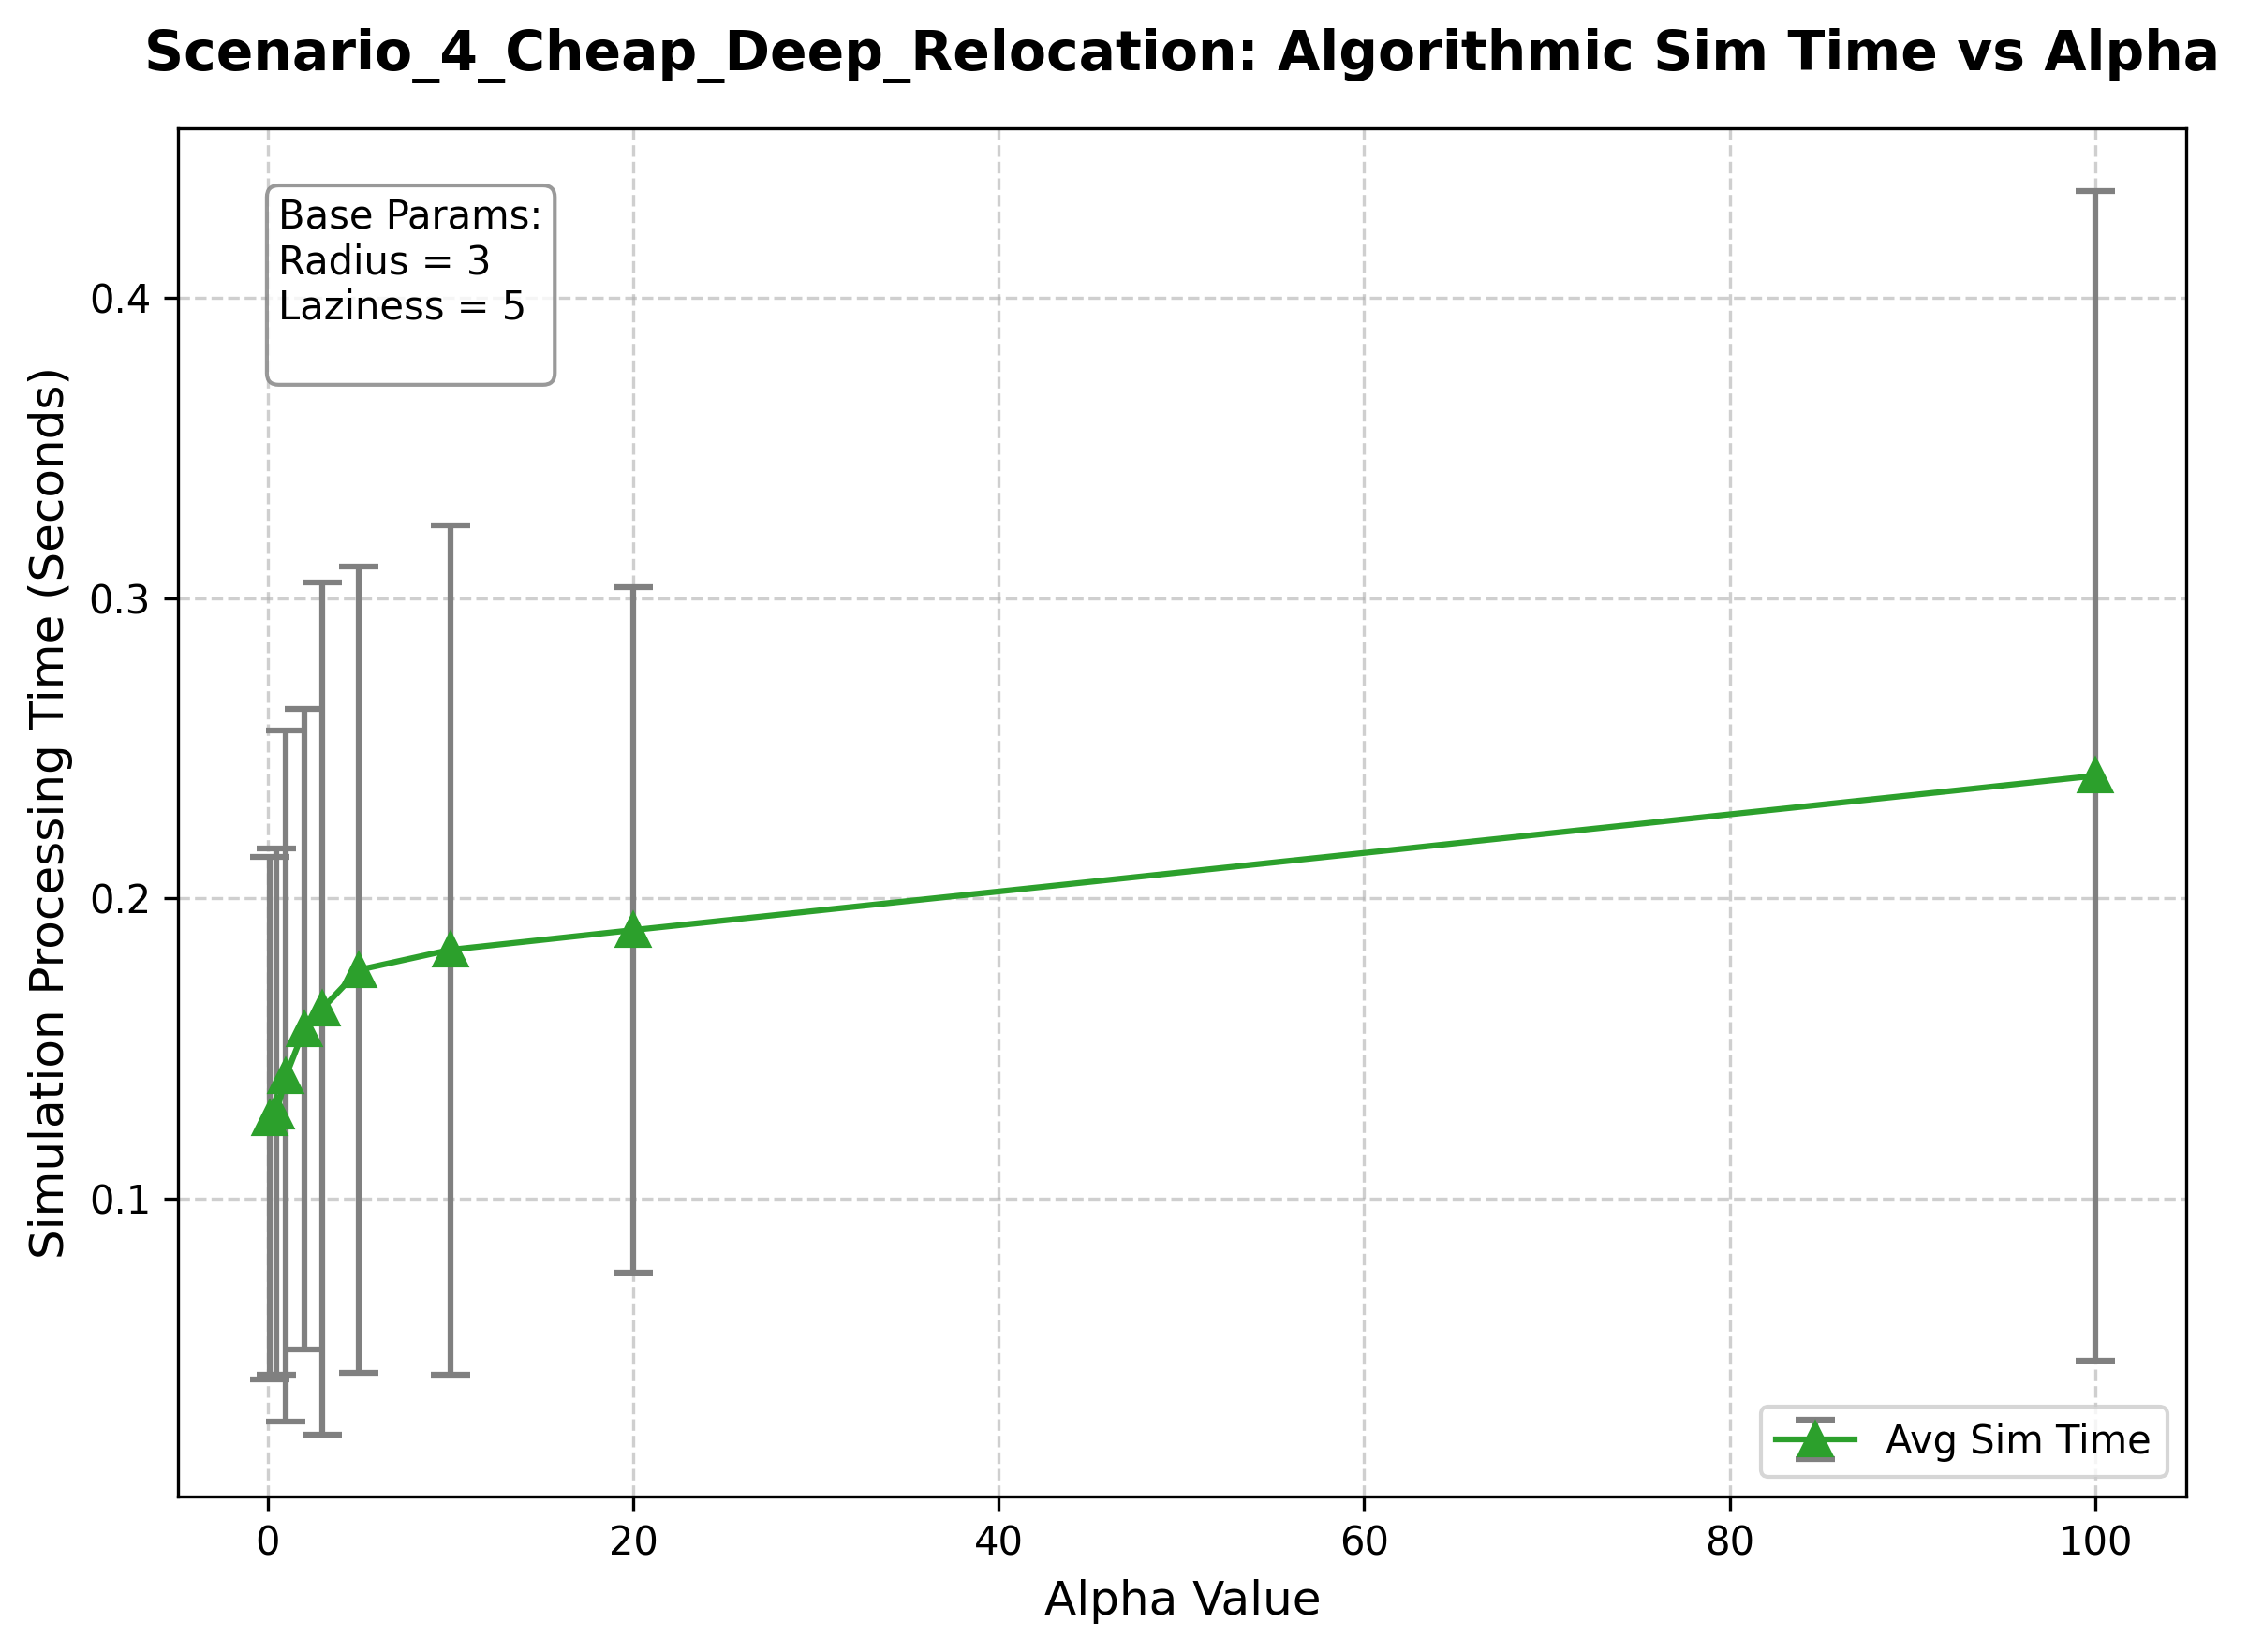 Scenario_4_Cheap_Deep_Relocation: Algorithmic Sim Time vs Alpha
Base Params:
Radius = 3
Laziness = 5
Simulation Processing Time (Seconds)
0.4
0.3
0.2
0.1
Avg Sim Time
0 20 40 60 80 100
Alpha Value